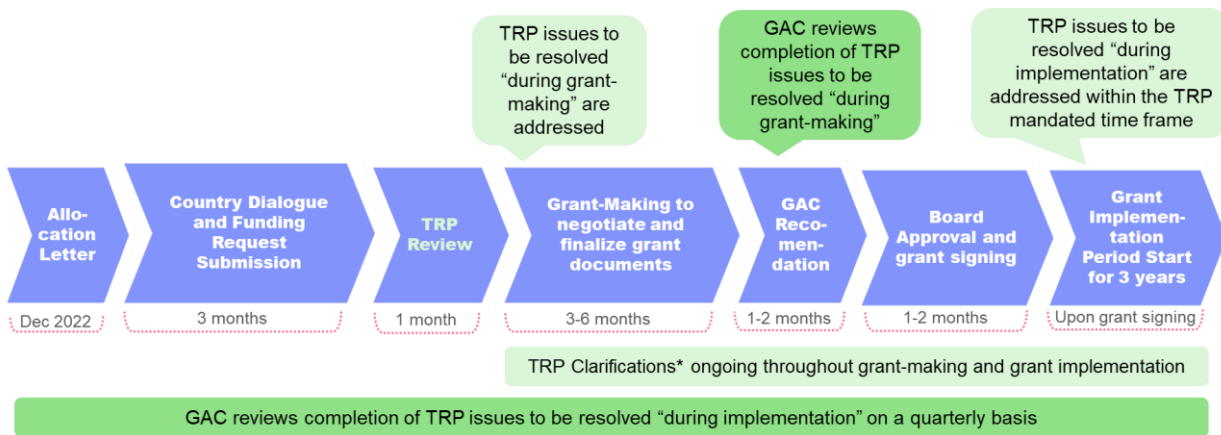 TRP issues to
be resolved
“during grant-
making” are
addressed
GAC reviews
completion of TRP
issues to be
resolved “during
grant-making”
TRP issues to be
resolved “during
implementation” are
addressed within the TRP
mandated time frame
Allo-
cation
Letter
Country Dialogue
and Funding
Request
Submission
TRP
Review
Grant-Making to
negotiate and
finalize grant
documents
GAC
Reco-
men-
dation
Board
Approval and
grant signing
Grant
Implemen-
tation
Period Start
for 3 years
Dec 2022
3 months
1 month
3-6 months
1-2 months
1-2 months
Upon grant signing
TRP Clarifications* ongoing throughout grant-making and grant implementation
GAC reviews completion of TRP issues to be resolved “during implementation” on a quarterly basis